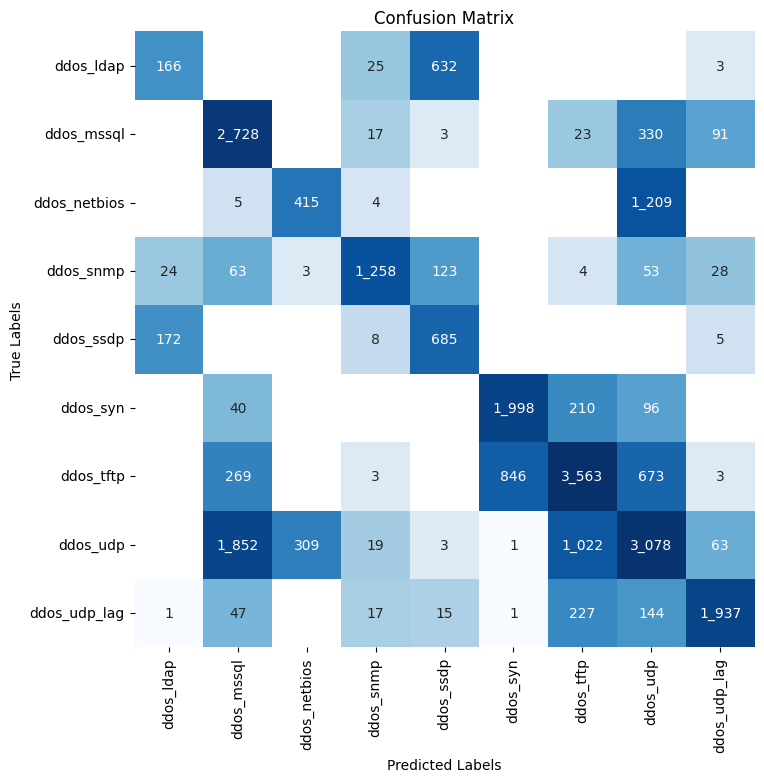 Confusion Matrix
True Labels
ddos_ldap 166 25 632 3
ddos_mssql 2_728 17 3 23 330 91
ddos_netbios 5 415 4 1_209
ddos_snmp 24 63 3 1_258 123 4 53 28
ddos_ssdp 172 8 685 5
ddos_syn 40 1_998 210 96
ddos_tftp 269 3 846 3_563 673 3
ddos_udp 1_852 309 19 3 1 1_022 3_078 63
ddos_udp_lag 1 47 17 15 1 227 144 1_937
ddos_ldap ddos_mssql ddos_netbios ddos_snmp ddos_ssdp ddos_syn ddos_tftp ddos_udp ddos_udp_lag
Predicted Labels